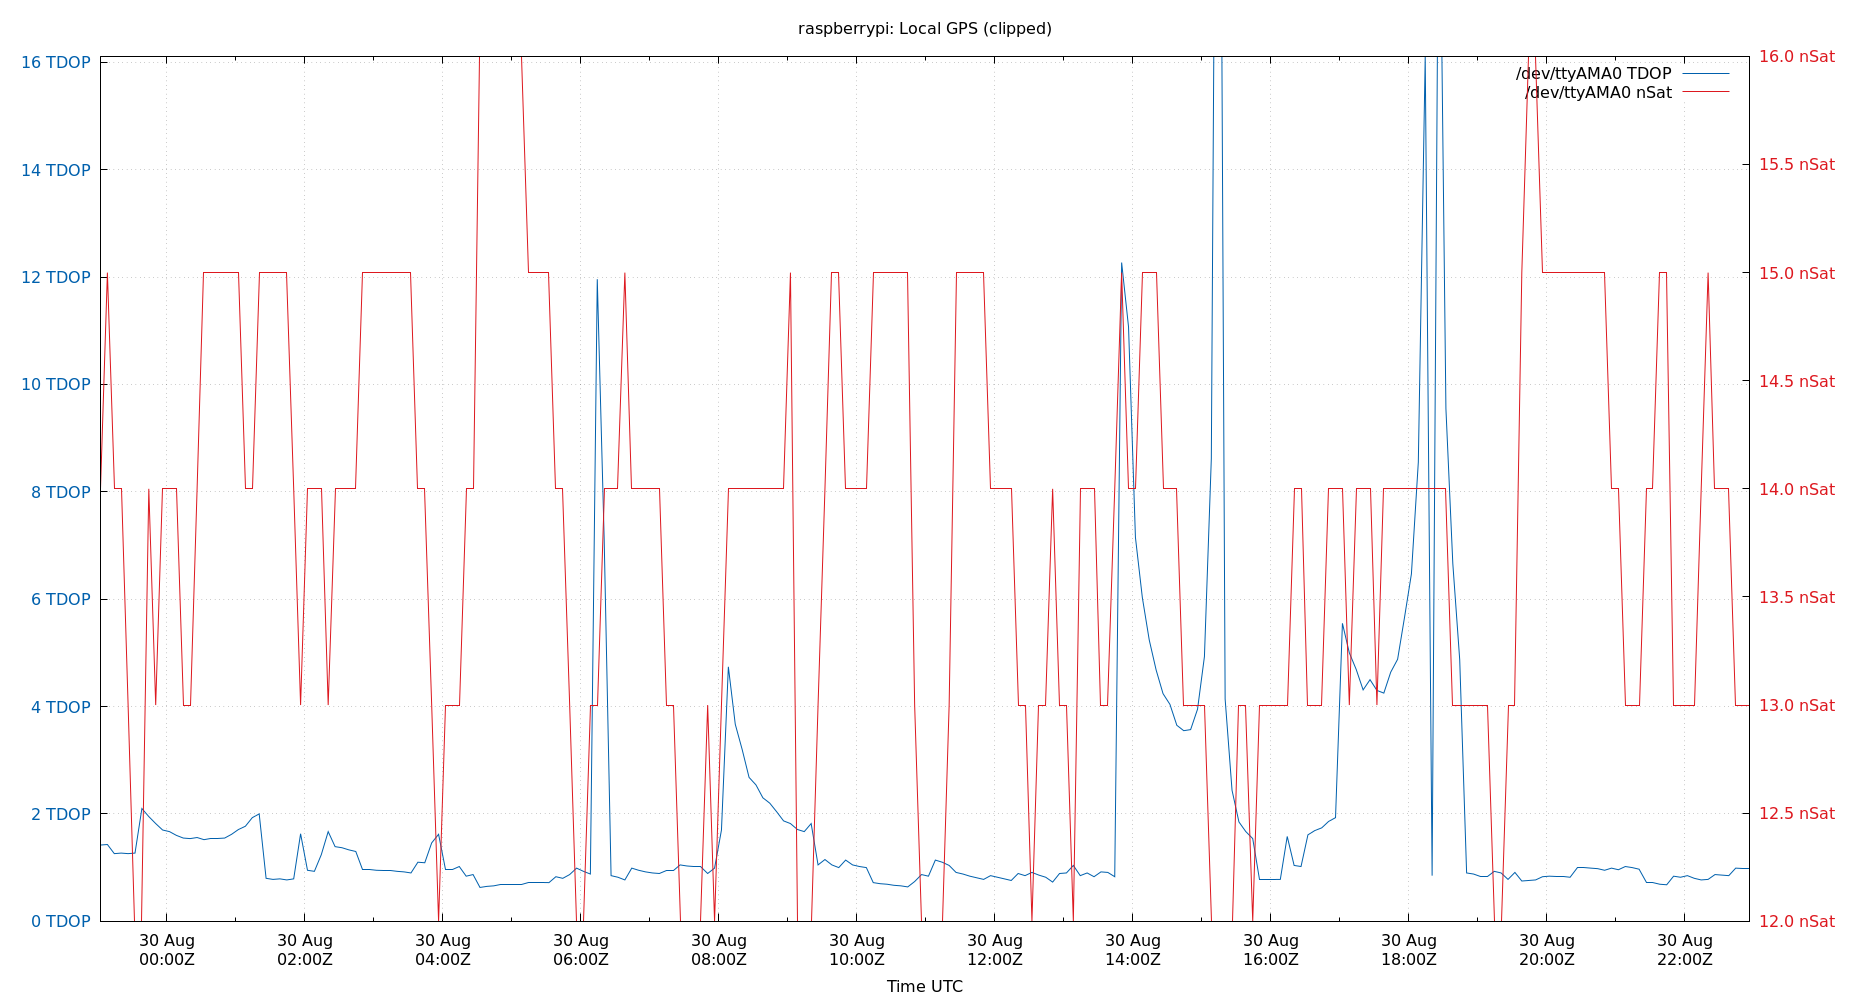 raspberrypi: Local GPS (clipped)
/dev/ttyAMA0 TDOP
/dev/ttyAMA0 nSat
16 TDOP
14 TDOP
12 TDOP
10 TDOP
8 TDOP
6 TDOP
4 TDOP
2 TDOP
0 TDOP
16.0 nSat
15.5 nSat
15.0 nSat
14.5 nSat
14.0 nSat
13.5 nSat
13.0 nSat
12.5 nSat
12.0 nSat
30 Aug 30 Aug 30 Aug 30 Aug 30 Aug 30 Aug 30 Aug 30 Aug 30 Aug 30 Aug 30 Aug 30 Aug
00:00Z 02:00Z 04:00Z 06:00Z 08:00Z 10:00Z 12:00Z 14:00Z 16:00Z 18:00Z 20:00Z 22:00Z
Time UTC